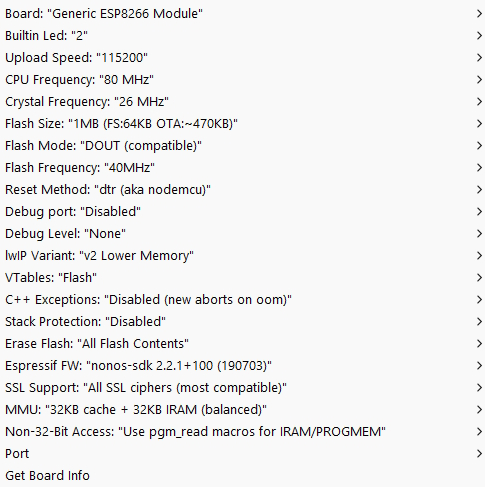 Board: "Generic ESP8266 Module"
Builtin Led: "2"
Upload Speed: "115200"
CPU Frequency: "80 MHz"
Crystal Frequency: "26 MHz"
Flash Size: "1MB (FS:64KB OTA:~470KB)"
Flash Mode: "DOUT (compatible)"
Flash Frequency: "40MHz"
Reset Method: "dtr (aka nodemcu)"
Debug port: "Disabled"
Debug Level: "None"
lwIP Variant: "v2 Lower Memory"
VTables: "Flash"
C++ Exceptions: "Disabled (new aborts on oom)"
Stack Protection: "Disabled"
Erase Flash: "All Flash Contents"
Espressif FW: "nonos-sdk 2.2.1+100 (190703)"
SSL Support: "All SSL ciphers (most compatible)"
MMU: "32KB cache + 32KB IRAM (balanced)"
Non-32-Bit Access: "Use pgm_read macros for IRAM/PROGMEM"
Port
Get Board Info